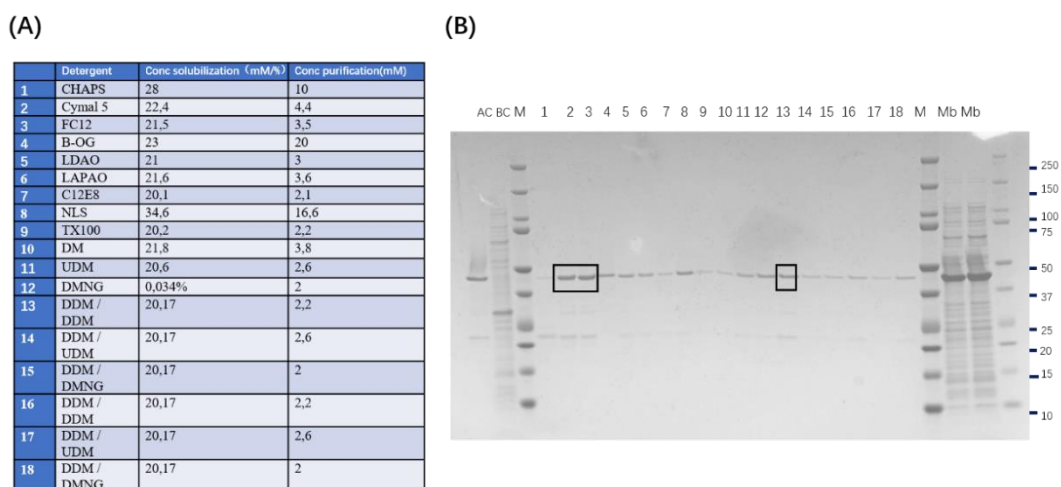 (A)
(B)
Detergent Conc solubilization（mM/%) Conc purification(mM)
1 CHAPS 28 10
2 Cymal 5 22,4 4,4
3 FC12 21,5 3,5
4 B-OG 23 20
5 LDAO 21 3
6 LAPAO 21,6 3,6
7 C12E8 20,1 2,1
8 NLS 34,6 16,6
9 TX100 20,2 2,2
10 DM 21,8 3,8
11 UDM 20,6 2,6
12 DMNG 0,034% 2
13 DDM / 20,17 2,2
DDM
14 DDM / 20,17 2,6
UDM
15 DDM / 20,17 2
DMNG
16 DDM / 20,17 2,2
DDM
17 DDM / 20,17 2,6
UDM
18 DDM / 20,17 2
DMNG
AC BC M 1 2 3 4 5 6 7 8 9 10 11 12 13 14 15 16 17 18 M Mb Mb
250
150
100
75
50
37
25
20
15
10